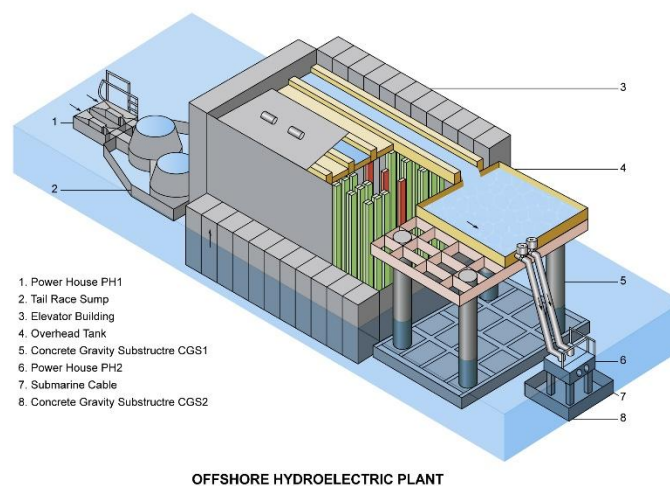 3
1
4
2
5
1. Power House PH1
2. Tail Race Sump
3. Elevator Building
4. Overhead Tank
5. Concrete Gravity Substructre CGS1
6. Power House PH2
7. Submarine Cable
8. Concrete Gravity Substructre CGS2
6
7
8
OFFSHORE HYDROELECTRIC PLANT